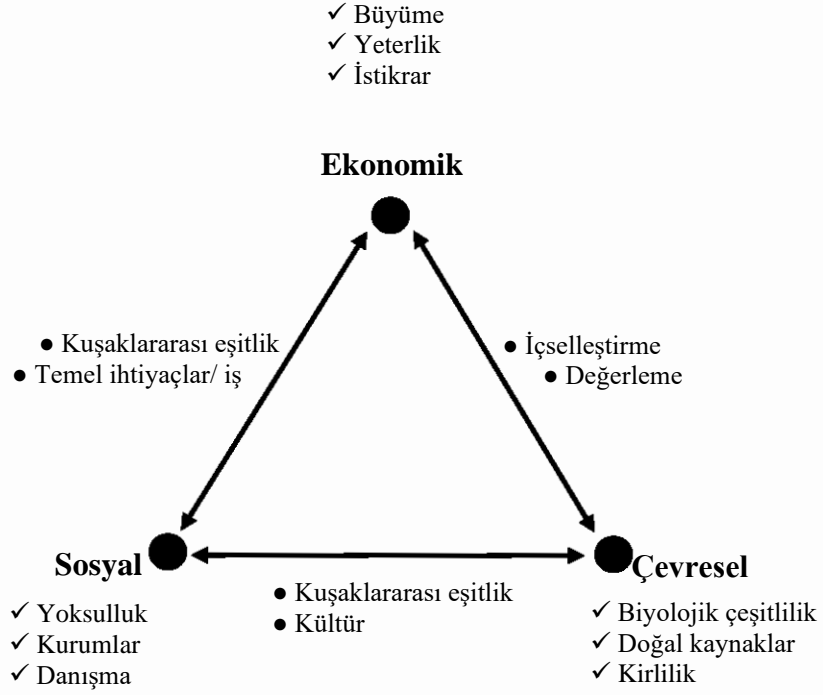 ✓ Büyüme
✓ Yeterlik
✓ İstikrar
Ekonomik
● Kuşaklararası eşitlik
● Temel ihtiyaçlar/ iş
● İçselleştirme
● Değerleme
Sosyal
✓ Yoksulluk
✓ Kurumlar
✓ Danışma
● Kuşaklararası eşitlik
● Kültür
Çevresel
✓ Biyolojik çeşitlilik
✓ Doğal kaynaklar
✓ Kirlilik